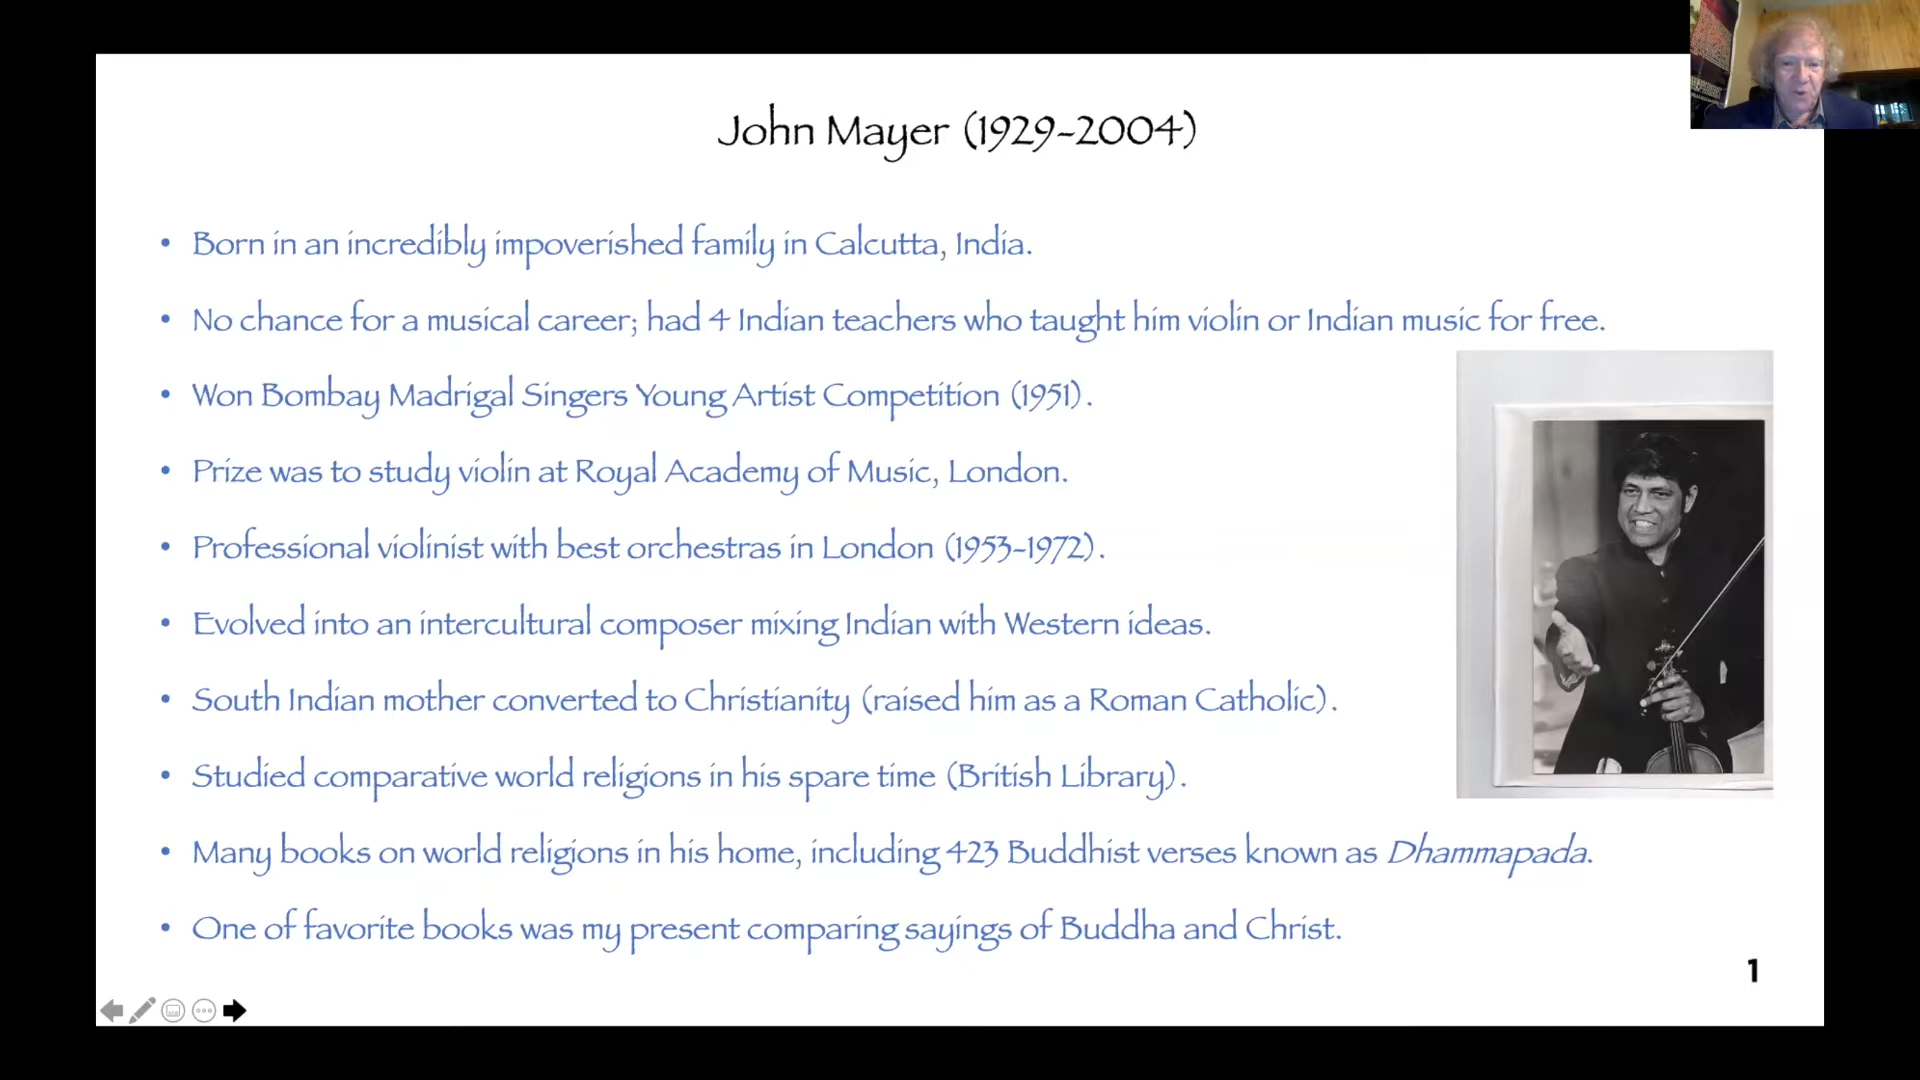 John Mayer (1929-2004)
• Born in an incredibly impoverished family in Calcutta, India.
• No chance for a musical career; had 4 Indian teachers who taught him violin or Indian music for free.
• Won Bombay Madrigal Singers Young Artist Competition (1951).
• Prize was to study violin at Royal Academy of Music, London.
• Professional violinist with best orchestras in London (1953-1972).
• Evolved into an intercultural composer mixing Indian with Western ideas.
• South Indian mother converted to Christianity (raised him as a Roman Catholic).
• Studied comparative world religions in his spare time (British Library).
• Many books on world religions in his home, including 423 Buddhist verses known as Dhammapada.
• One of favorite books was my present comparing sayings of Buddha and Christ.
1